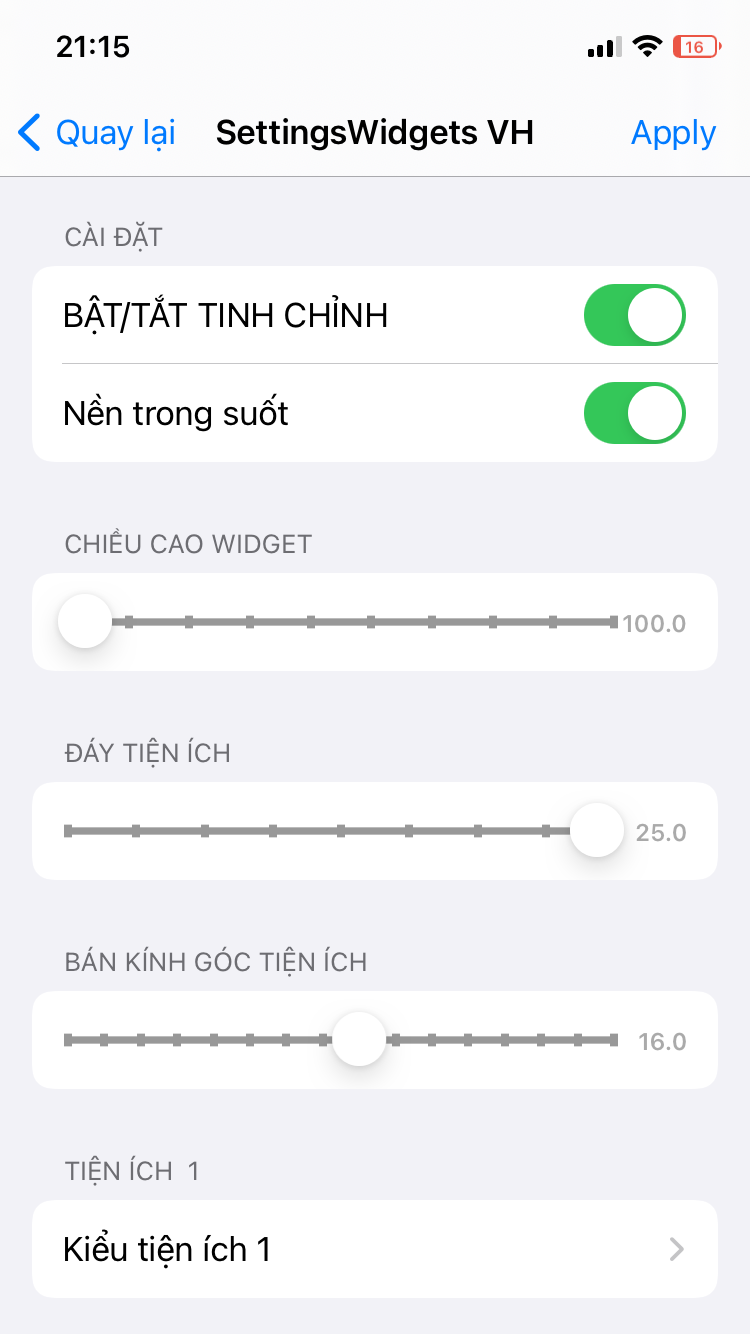 21:15
16
Quay lại
SettingsWidgets VH
Apply
CÀI ĐẶT
BẬT/TẮT TINH CHỈNH
Nền trong suốt
CHIỀU CAO WIDGET
100.0
ĐÁY TIỆN ÍCH
25.0
BÁN KÍNH GÓC TIỆN ÍCH
16.0
TIỆN ÍCH 1
Kiểu tiện ích 1